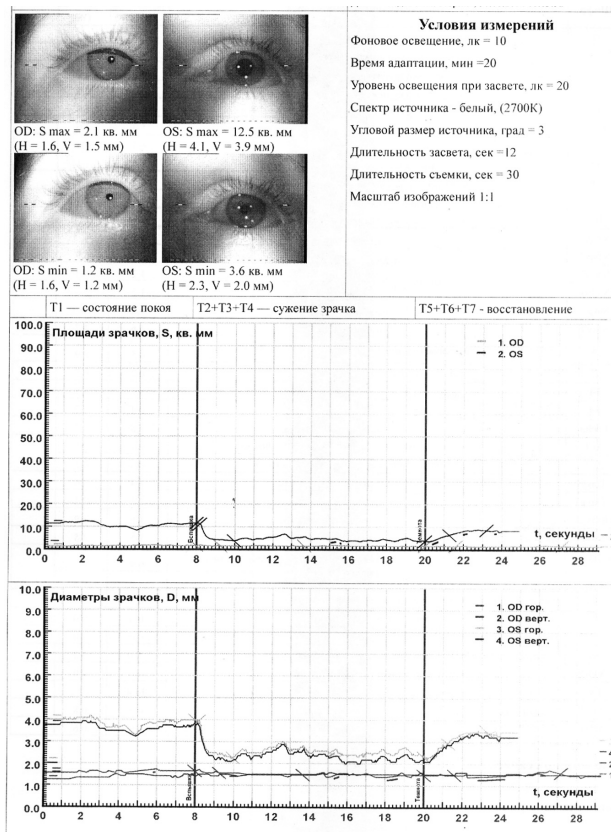 Условия измерений
Фоновое освещение, лк = 10
Время адаптации, мин =20
Уровень освещения при засвете, лк = 20
Спектр источника - белый, (2700К)
Угловой размер источника, град = 3
Длительность засвета, сек =12
Длительность съемки, сек = 30
Масштаб изображений 1:1
OD: S max = 2.1 кв. мм
(H = 1.6, V = 1.5 мм)
OS: S max = 12.5 кв. мм
(H = 4.1, V = 3.9 мм)
OD: S min = 1.2 кв. мм
(H = 1.6, V = 1.2 мм)
OS: S min = 3.6 кв. мм
(H = 2.3, V = 2.0 мм)
T1 — состояние покоя
T2+T3+T4 — сужение зрачка
T5+T6+T7 - восстановление
Площади зрачков, S, кв. мм
1. OD
2. OS
100.0
90.0
80.0
70.0
60.0
50.0
40.0
30.0
20.0
10.0
0.0
Вспышка
Темнота
t, секунды
0 2 4 6 8 10 12 14 16 18 20 22 24 26 28
Диаметры зрачков, D, мм
1. OD гор.
2. OD верт.
3. OS гор.
4. OS верт.
10.0
9.0
8.0
7.0
6.0
5.0
4.0
3.0
2.0
1.0
0.0
Вспышка
Темнота
t, секунды
0 2 4 6 8 10 12 14 16 18 20 22 24 26 28